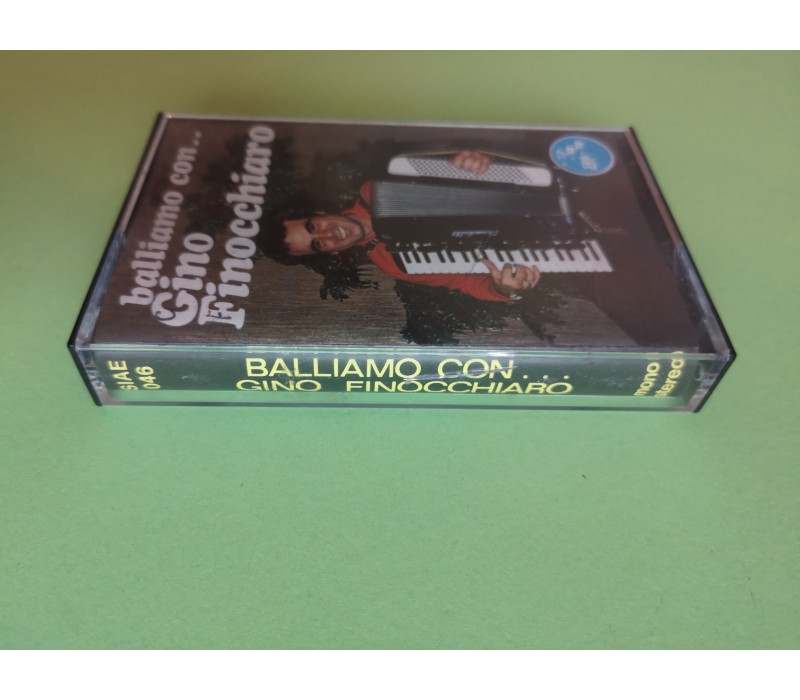 balliamo con..
Gino
Finocchiaro
SIAE
046
BALLIAMO CON...
GINO FINOCCHIARO
mono
stereo